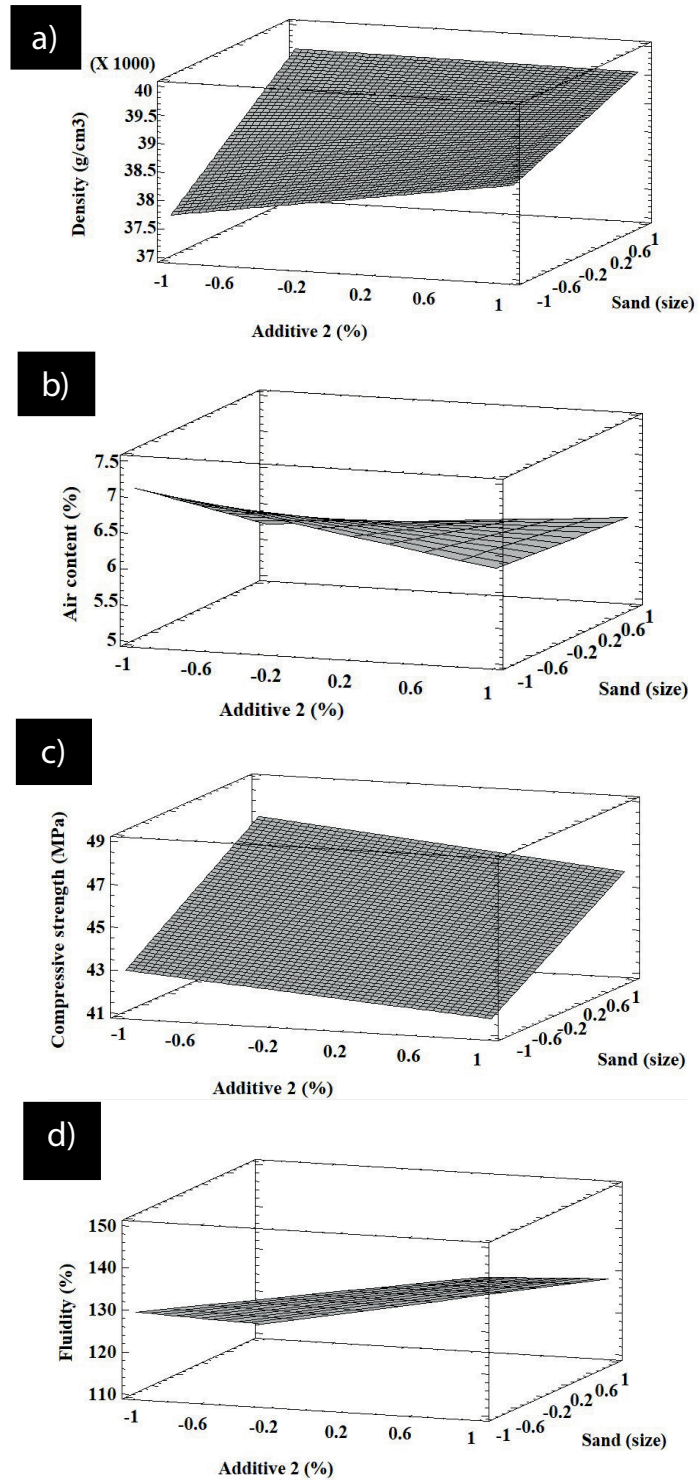 a)
(X 1000)
40
39.5
39
38.5
38
37.5
37
Density (g/cm3)
-1 -0.6 -0.2 0.2 0.6 1
Additive 2 (%)
-1 -0.6 -0.2 0.2 0.6 1
Sand (size)
b)
7.5
7
6.5
6
5.5
5
Air content (%)
-1 -0.6 -0.2 0.2 0.6 1
Additive 2 (%)
-1 -0.6 -0.2 0.2 0.6 1
Sand (size)
c)
49
47
45
43
41
Compressive strength (MPa)
-1 -0.6 -0.2 0.2 0.6 1
Additive 2 (%)
-1 -0.6 -0.2 0.2 0.6 1
Sand (size)
d)
150
140
130
120
110
Fluidity (%)
-1 -0.6 -0.2 0.2 0.6 1
Additive 2 (%)
-1 -0.6 -0.2 0.2 0.6 1
Sand (size)